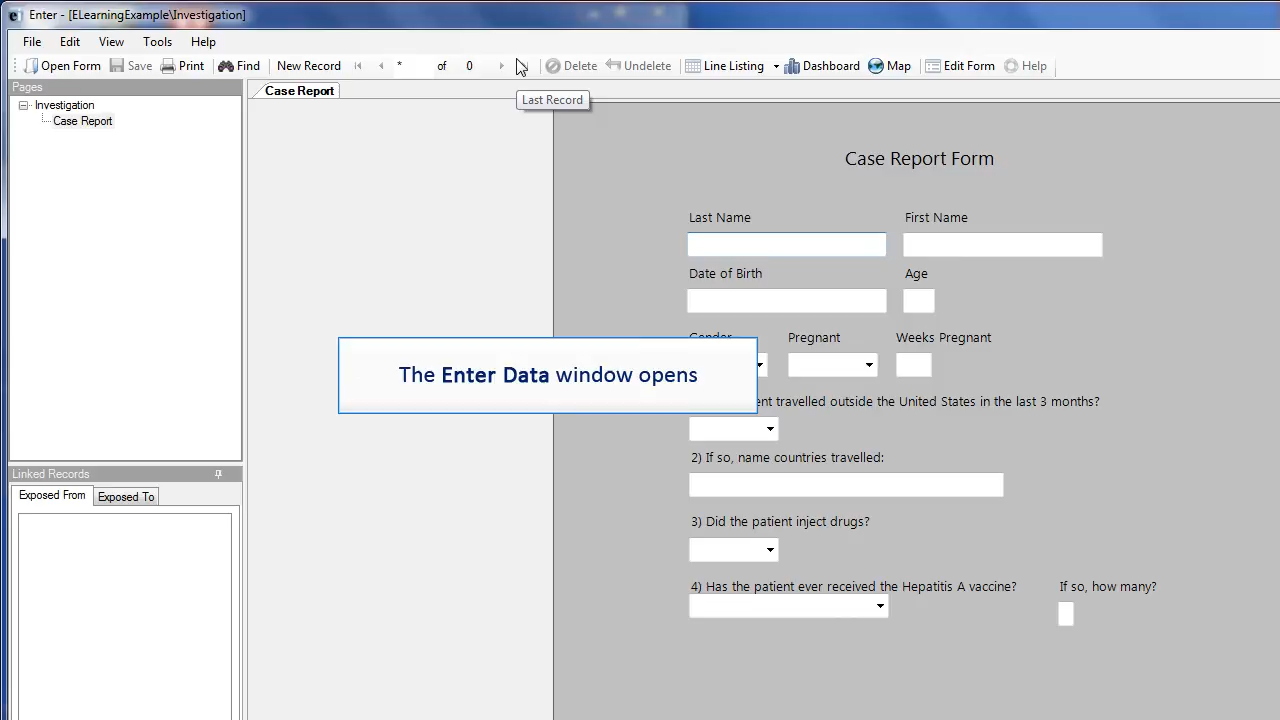 Enter - [ELearningExample\Investigation]
File Edit View Tools Help
Open Form Save Print Find New Record * of 0 Delete Undelete Line Listing Dashboard Map Edit Form Help
Pages
Case Report
Last Record
Investigation
Case Report
Case Report Form
Last Name First Name
Date of Birth Age
Gender Pregnant Weeks Pregnant
The Enter Data window opens
travelled outside the United States in the last 3 months?
2) If so, name countries travelled:
Linked Records
Exposed From Exposed To
3) Did the patient inject drugs?
4) Has the patient ever received the Hepatitis A vaccine? If so, how many?